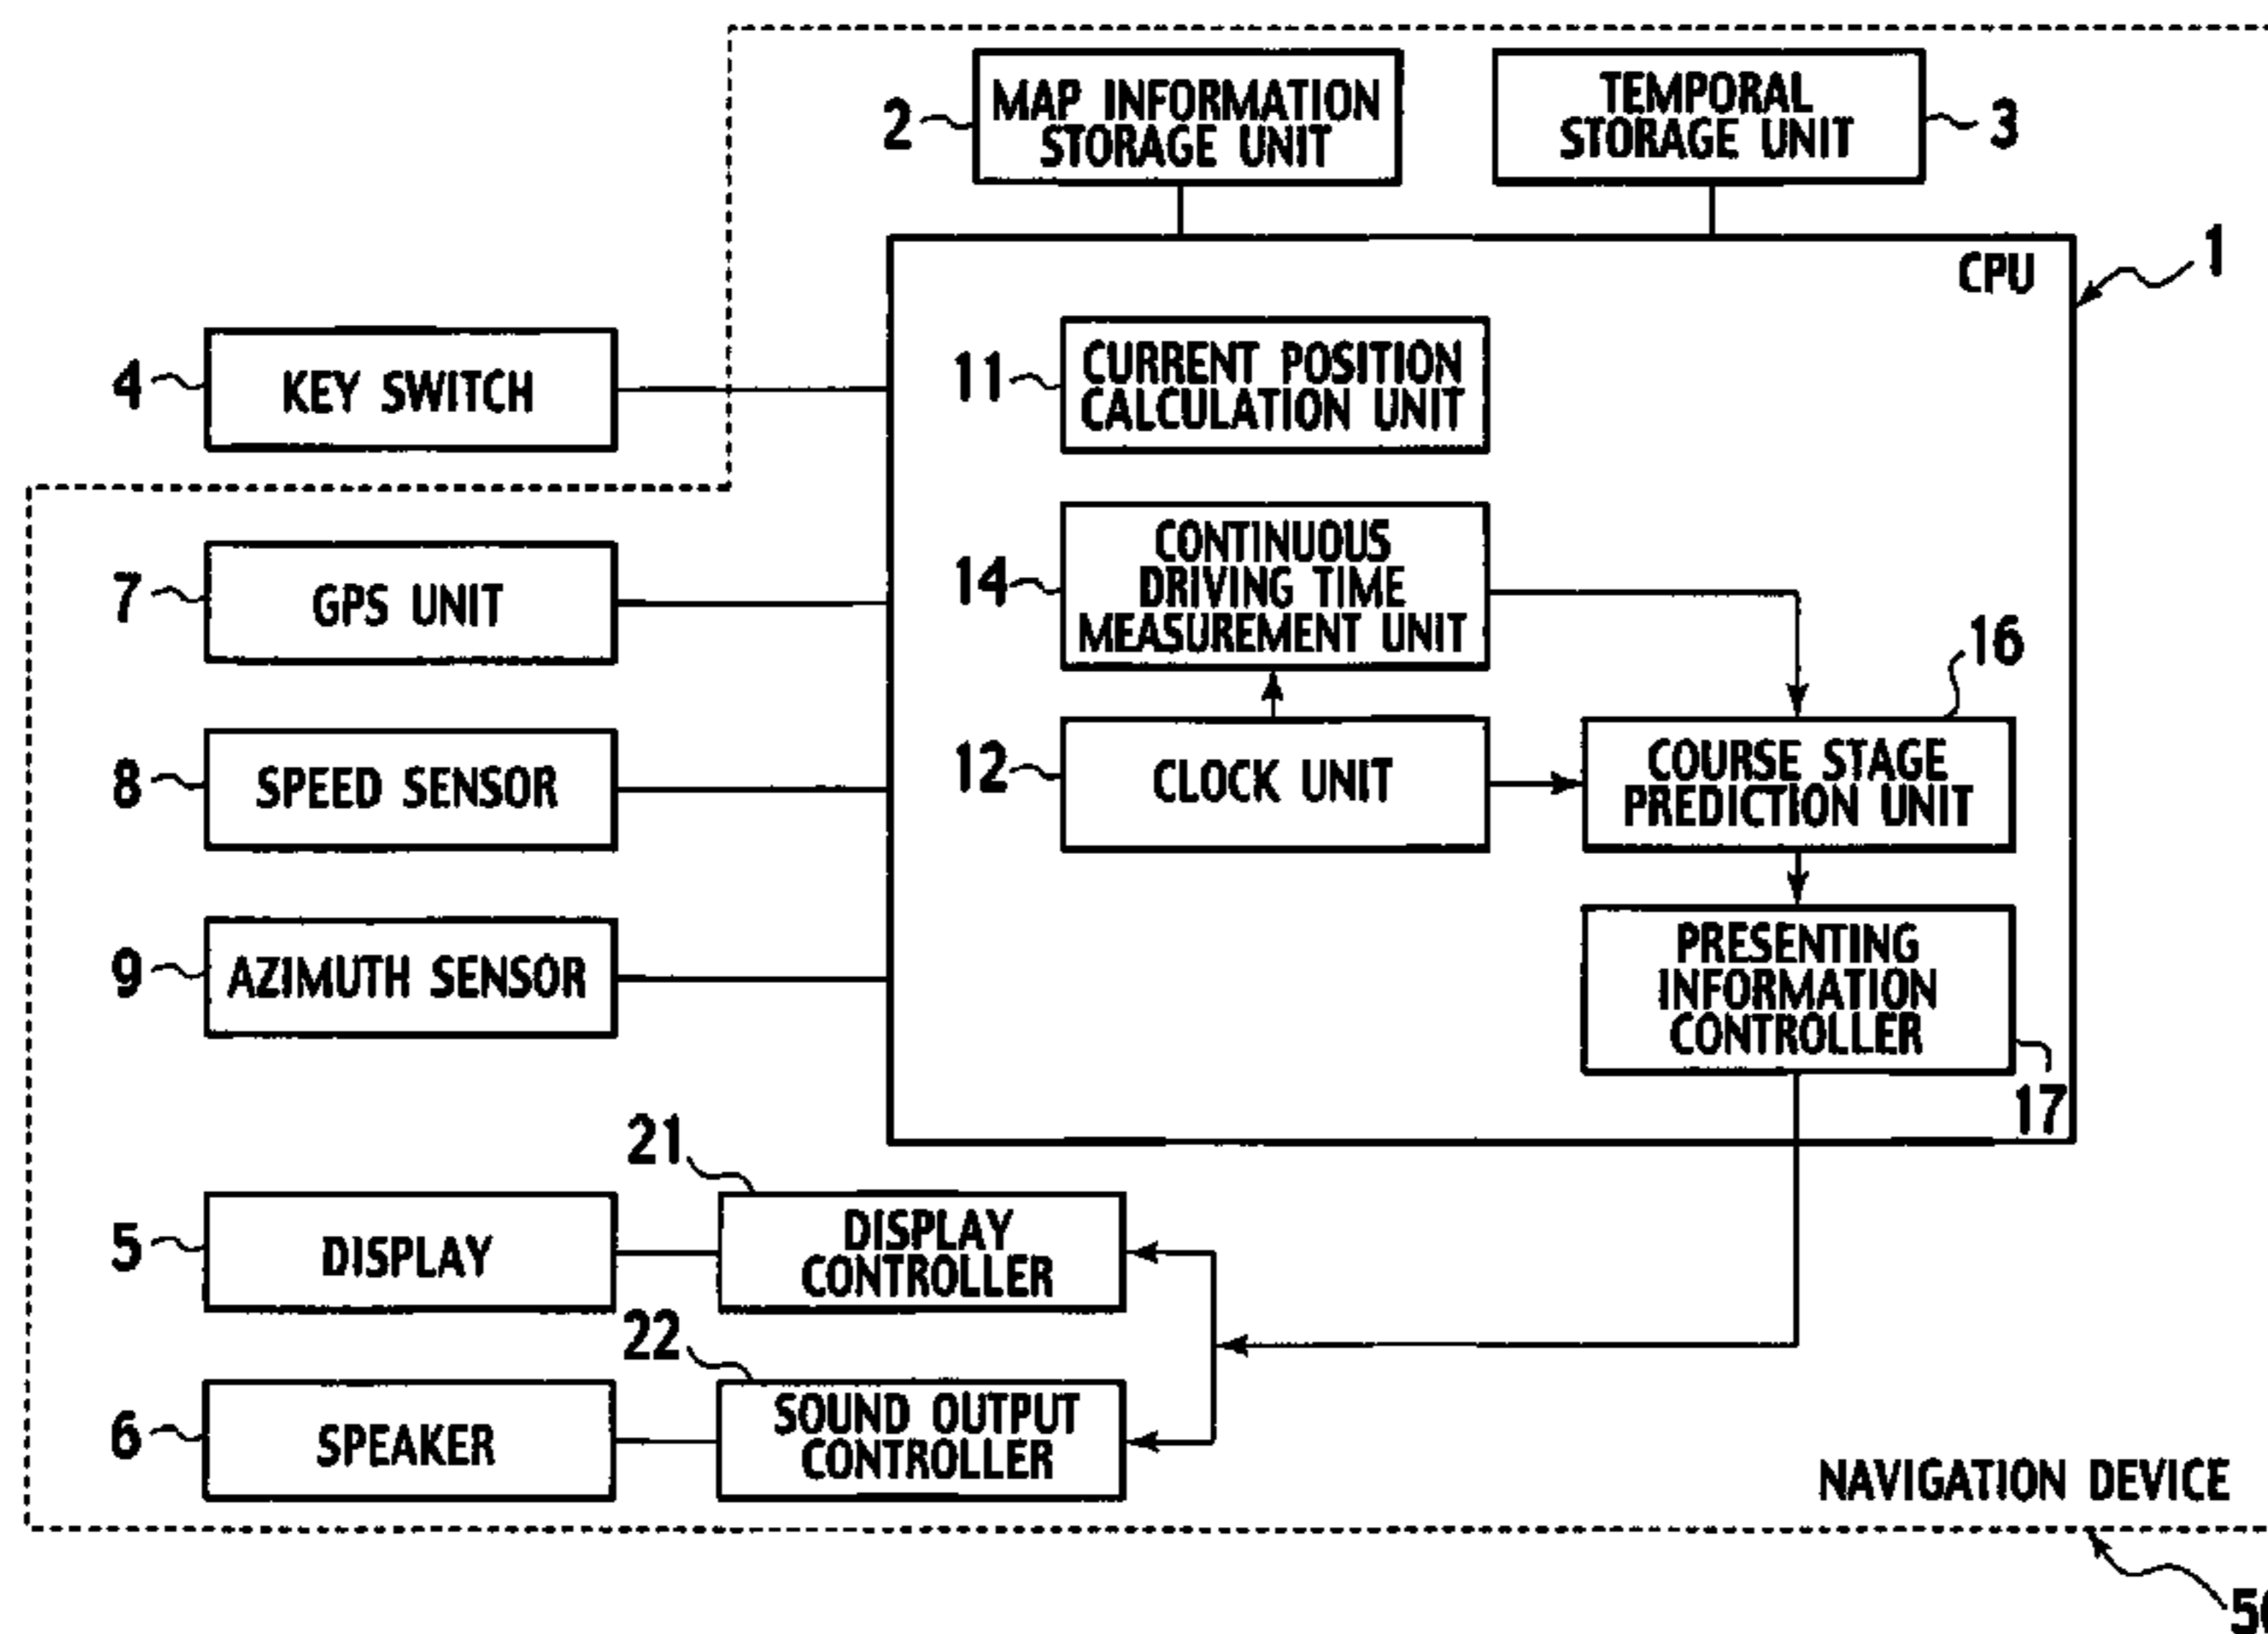 2
MAP INFORMATION
STORAGE UNIT
TEMPORAL
STORAGE UNIT
3
CPU
1
4
KEY SWITCH
11
CURRENT POSITION
CALCULATION UNIT
7
GPS UNIT
14
CONTINUOUS
DRIVING TIME
MEASUREMENT UNIT
16
8
SPEED SENSOR
12
CLOCK UNIT
COURSE STAGE
PREDICTION UNIT
9
AZIMUTH SENSOR
PRESENTING
INFORMATION
CONTROLLER
17
21
5
DISPLAY
DISPLAY
CONTROLLER
22
6
SPEAKER
SOUND OUTPUT
CONTROLLER
NAVIGATION DEVICE